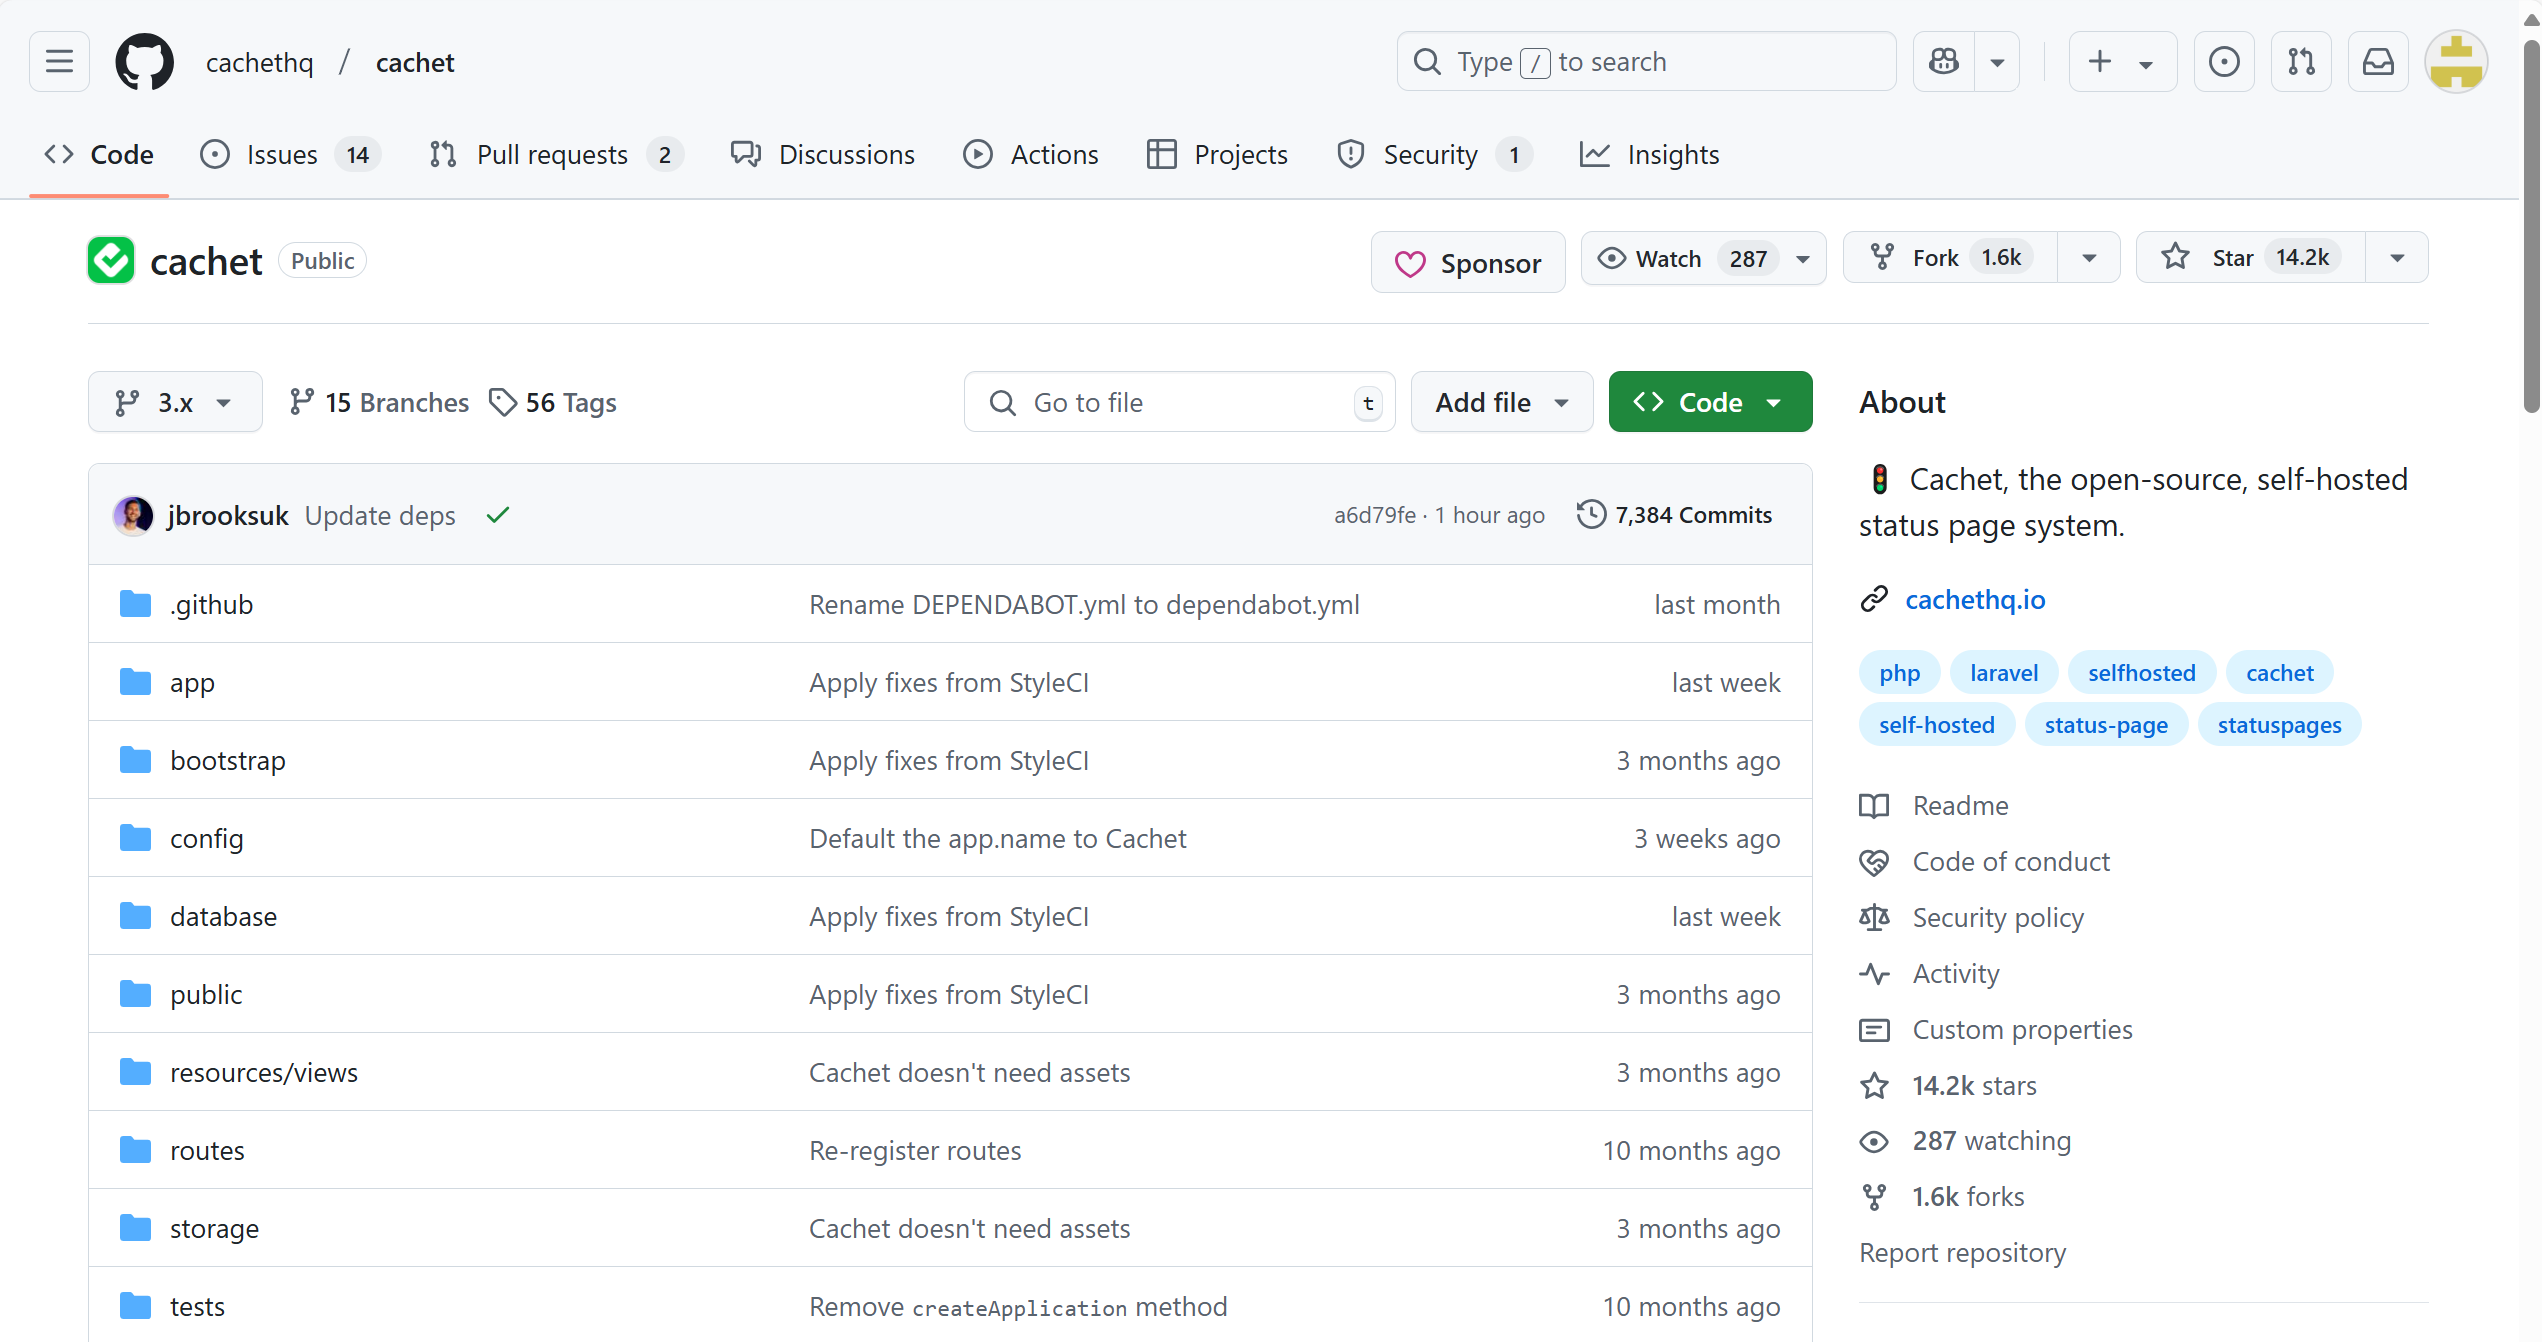 cachethq / cachet
Type / to search
Code
Issues 14
Pull requests 2
Discussions
Actions
Projects
Security 1
Insights
cachet Public
Sponsor
Watch 287
Fork 1.6k
Star 14.2k
3.x
15 Branches
56 Tags
Go to file t
Add file
Code
jbrooksuk Update deps
a6d79fe · 1 hour ago
7,384 Commits
.github Rename DEPENDABOT.yml to dependabot.yml last month
app Apply fixes from StyleCI last week
bootstrap Apply fixes from StyleCI 3 months ago
config Default the app.name to Cachet 3 weeks ago
database Apply fixes from StyleCI last week
public Apply fixes from StyleCI 3 months ago
resources/views Cachet doesn't need assets 3 months ago
routes Re-register routes 10 months ago
storage Cachet doesn't need assets 3 months ago
tests Remove createApplication method 10 months ago
About
Cachet, the open-source, self-hosted
status page system.
cachethq.io
php laravel selfhosted cachet
self-hosted status-page statuspages
Readme
Code of conduct
Security policy
Activity
Custom properties
14.2k stars
287 watching
1.6k forks
Report repository